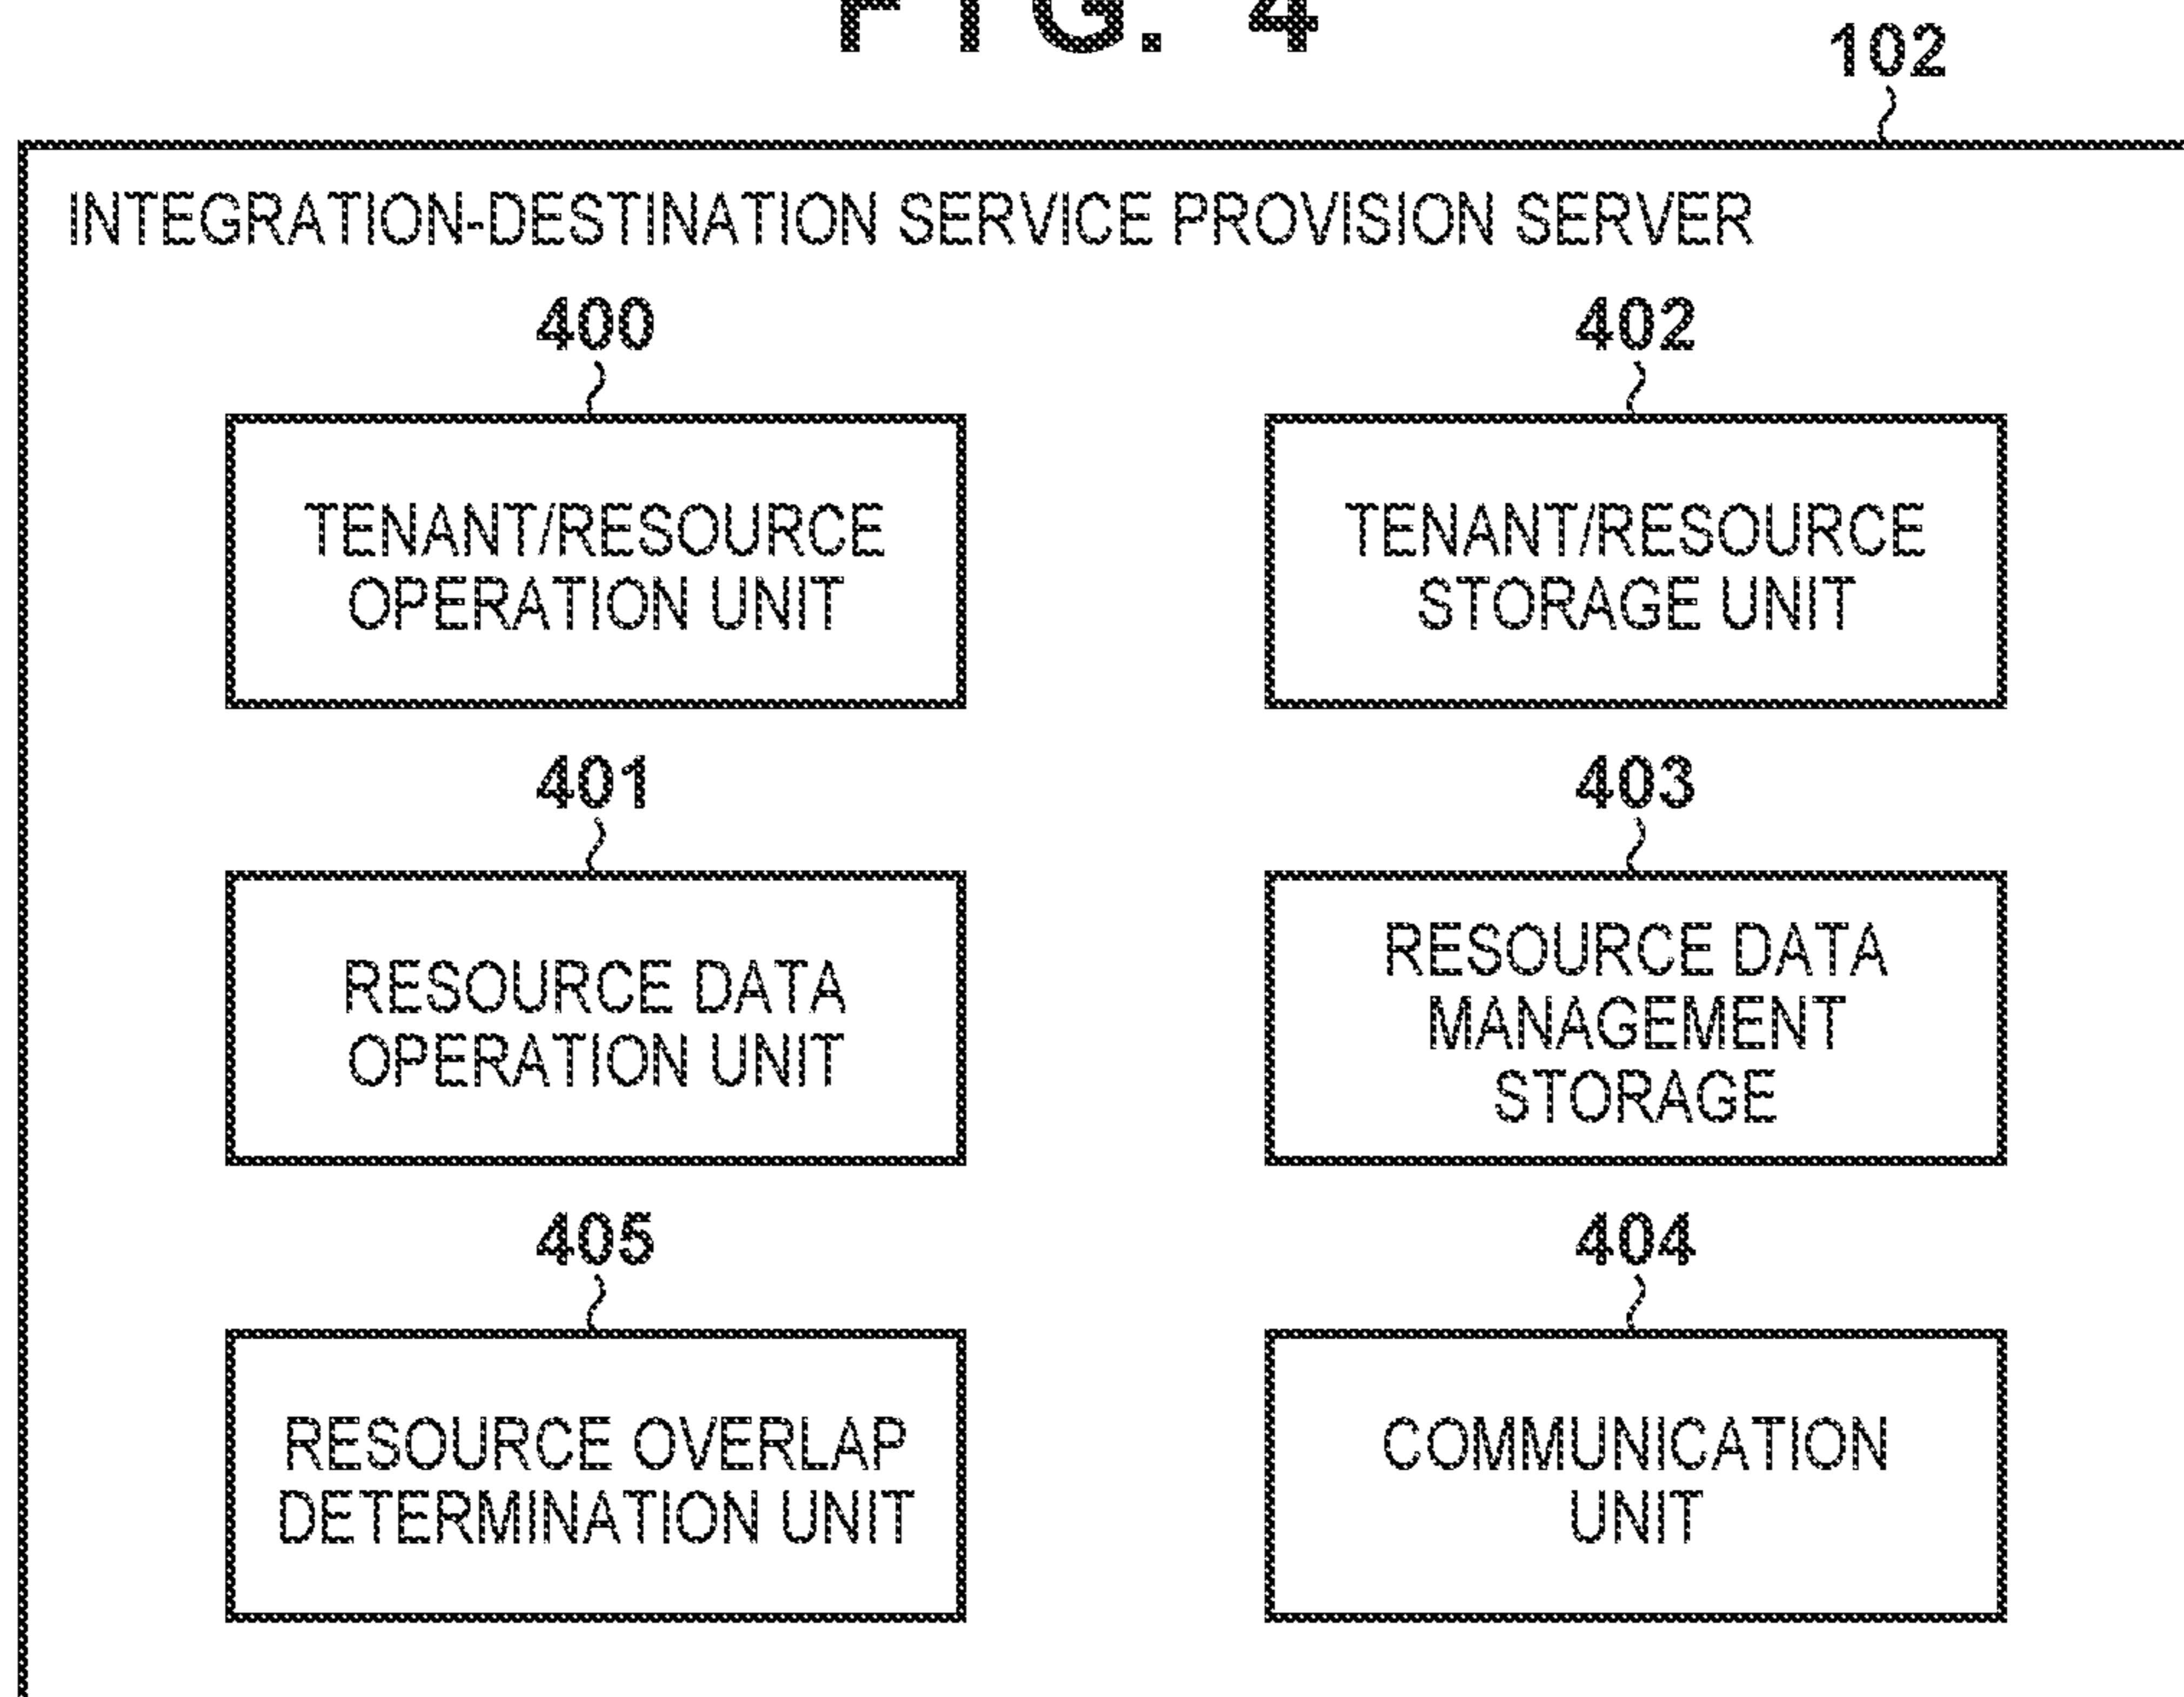 FIG. 4
102
INTEGRATION-DESTINATION SERVICE PROVISION SERVER
400
TENANT/RESOURCE
OPERATION UNIT
402
TENANT/RESOURCE
STORAGE UNIT
401
RESOURCE DATA
OPERATION UNIT
403
RESOURCE DATA
MANAGEMENT
STORAGE
405
RESOURCE OVERLAP
DETERMINATION UNIT
404
COMMUNICATION
UNIT